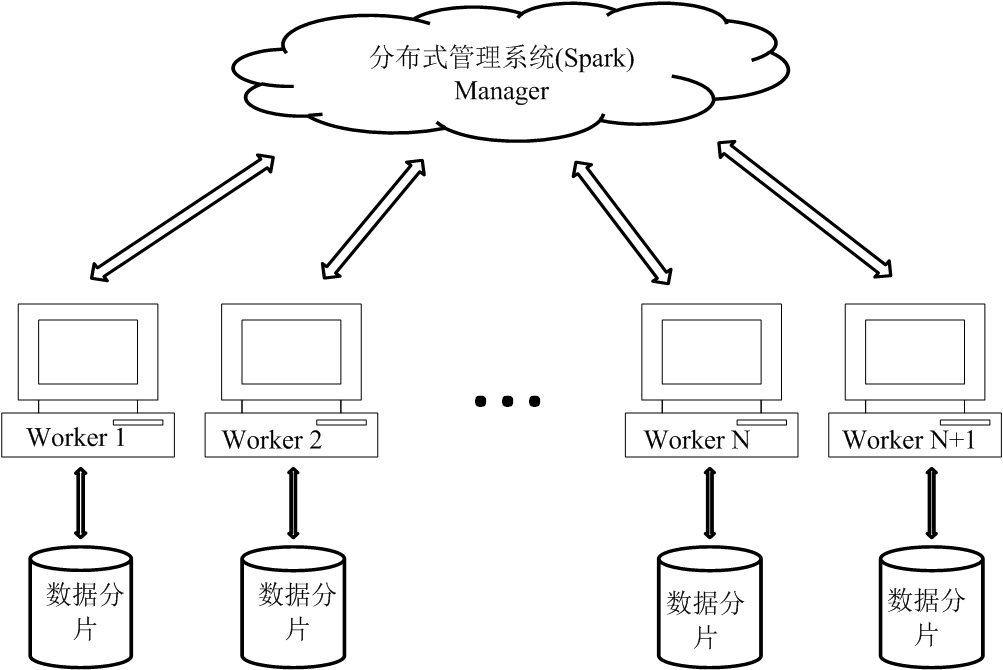 分布式管理系统(Spark)
Manager
Worker 1
Worker 2
Worker N
Worker N+1
数据分
片
数据分
片
数据分
片
数据分
片